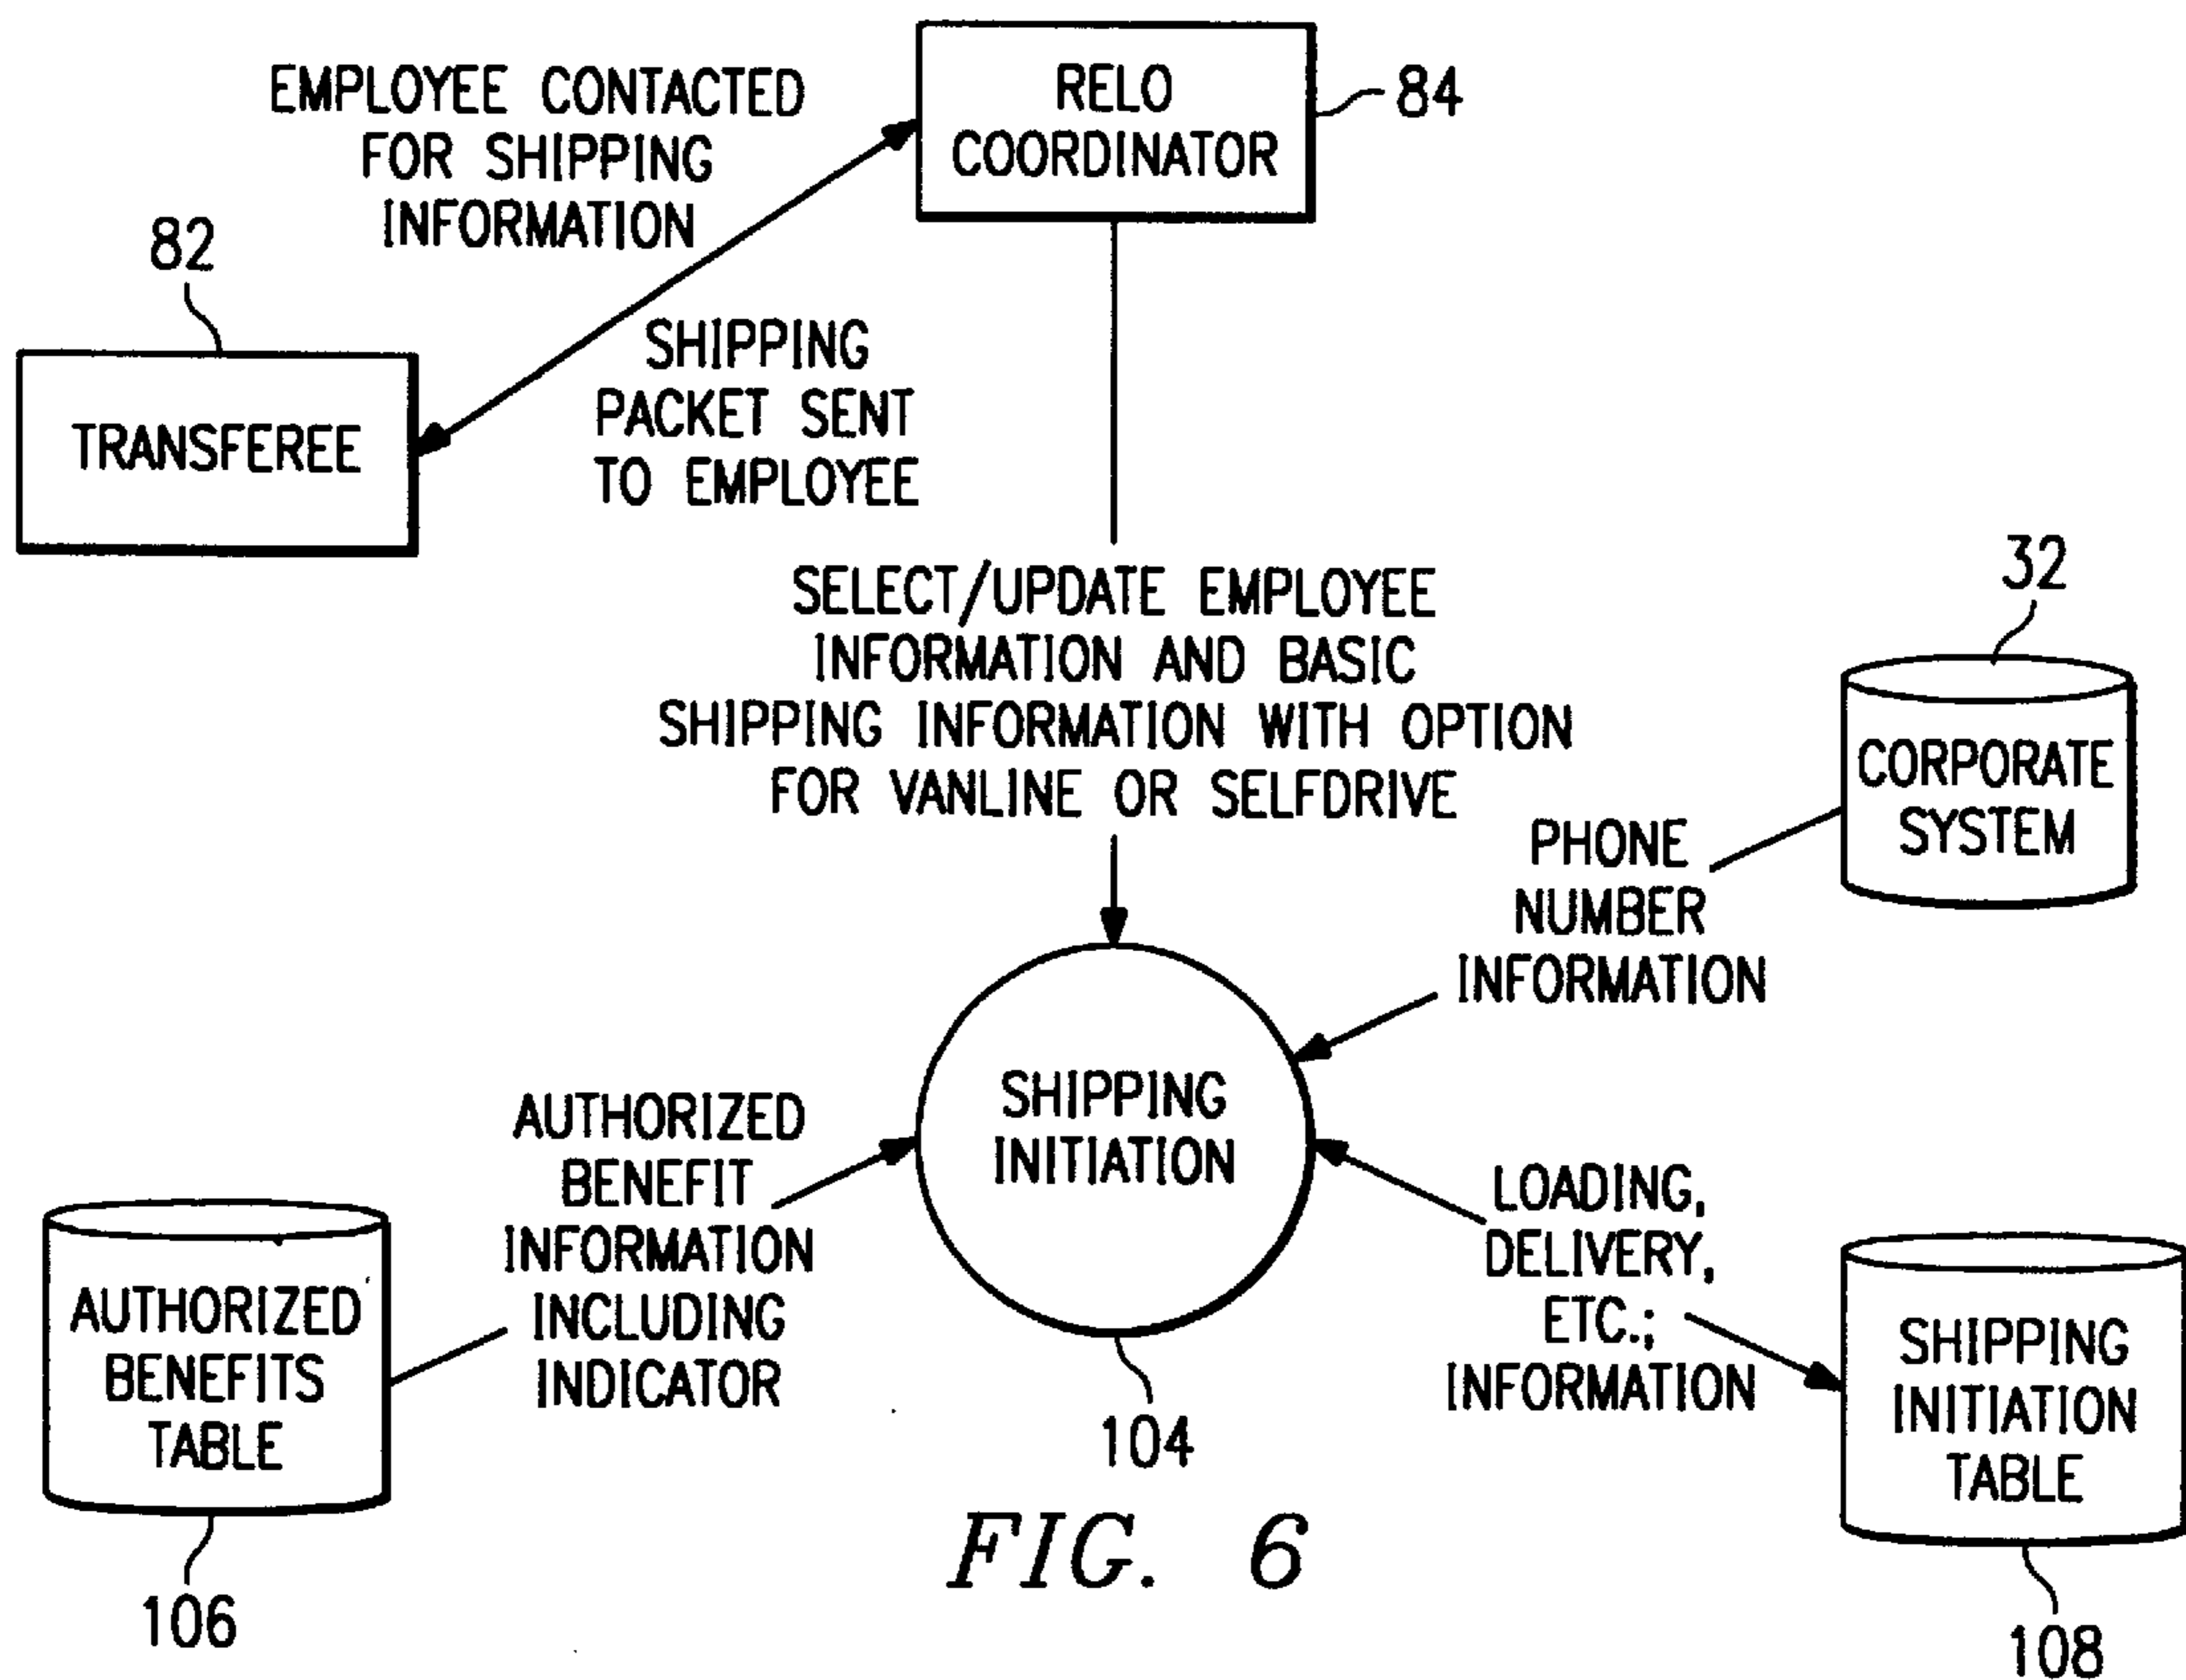 EMPLOYEE CONTACTED
FOR SHIPPING
INFORMATION
RELO
COORDINATOR
84
82
TRANSFEREE
SHIPPING
PACKET SENT
TO EMPLOYEE
SELECT/UPDATE EMPLOYEE
INFORMATION AND BASIC
SHIPPING INFORMATION WITH OPTION
FOR VANLINE OR SELFDRIVE
32
CORPORATE
SYSTEM
PHONE
NUMBER
INFORMATION
SHIPPING
INITIATION
104
AUTHORIZED
BENEFIT
INFORMATION
INCLUDING
INDICATOR
AUTHORIZED
BENEFITS
TABLE
106
LOADING,
DELIVERY,
ETC.;
INFORMATION
SHIPPING
INITIATION
TABLE
108
FIG. 6